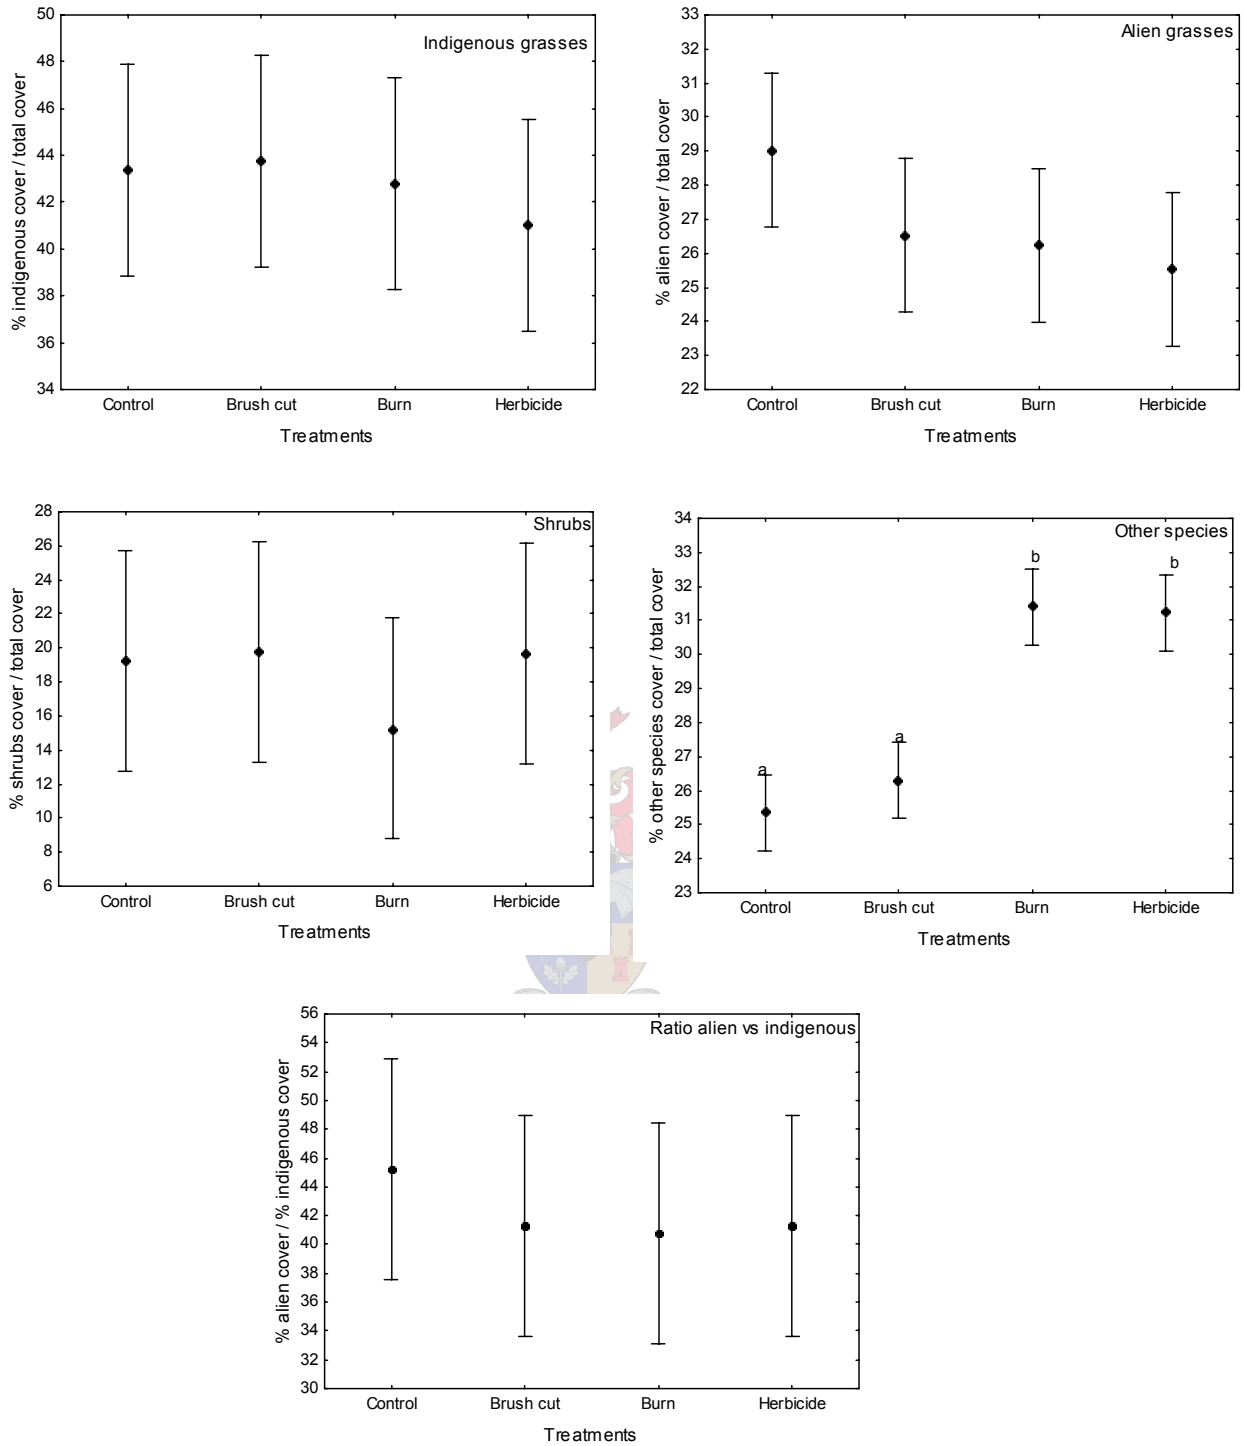 Indigenous grasses
% indigenous cover / total cover
50
48
46
44
42
40
38
36
34
Control Brush cut Burn Herbicide
Treatments
Alien grasses
% alien cover / total cover
33
32
31
30
29
28
27
26
25
24
23
22
Control Brush cut Burn Herbicide
Treatments
Shrubs
% shrubs cover / total cover
28
26
24
22
20
18
16
14
12
10
8
6
Control Brush cut Burn Herbicide
Treatments
Other species
% other species cover / total cover
34
33
32
31
30
29
28
27
26
25
24
23
a a b b
Control Brush cut Burn Herbicide
Treatments
Ratio alien vs indigenous
% alien cover / % indigenous cover
56
54
52
50
48
46
44
42
40
38
36
34
32
30
Control Brush cut Burn Herbicide
Treatments